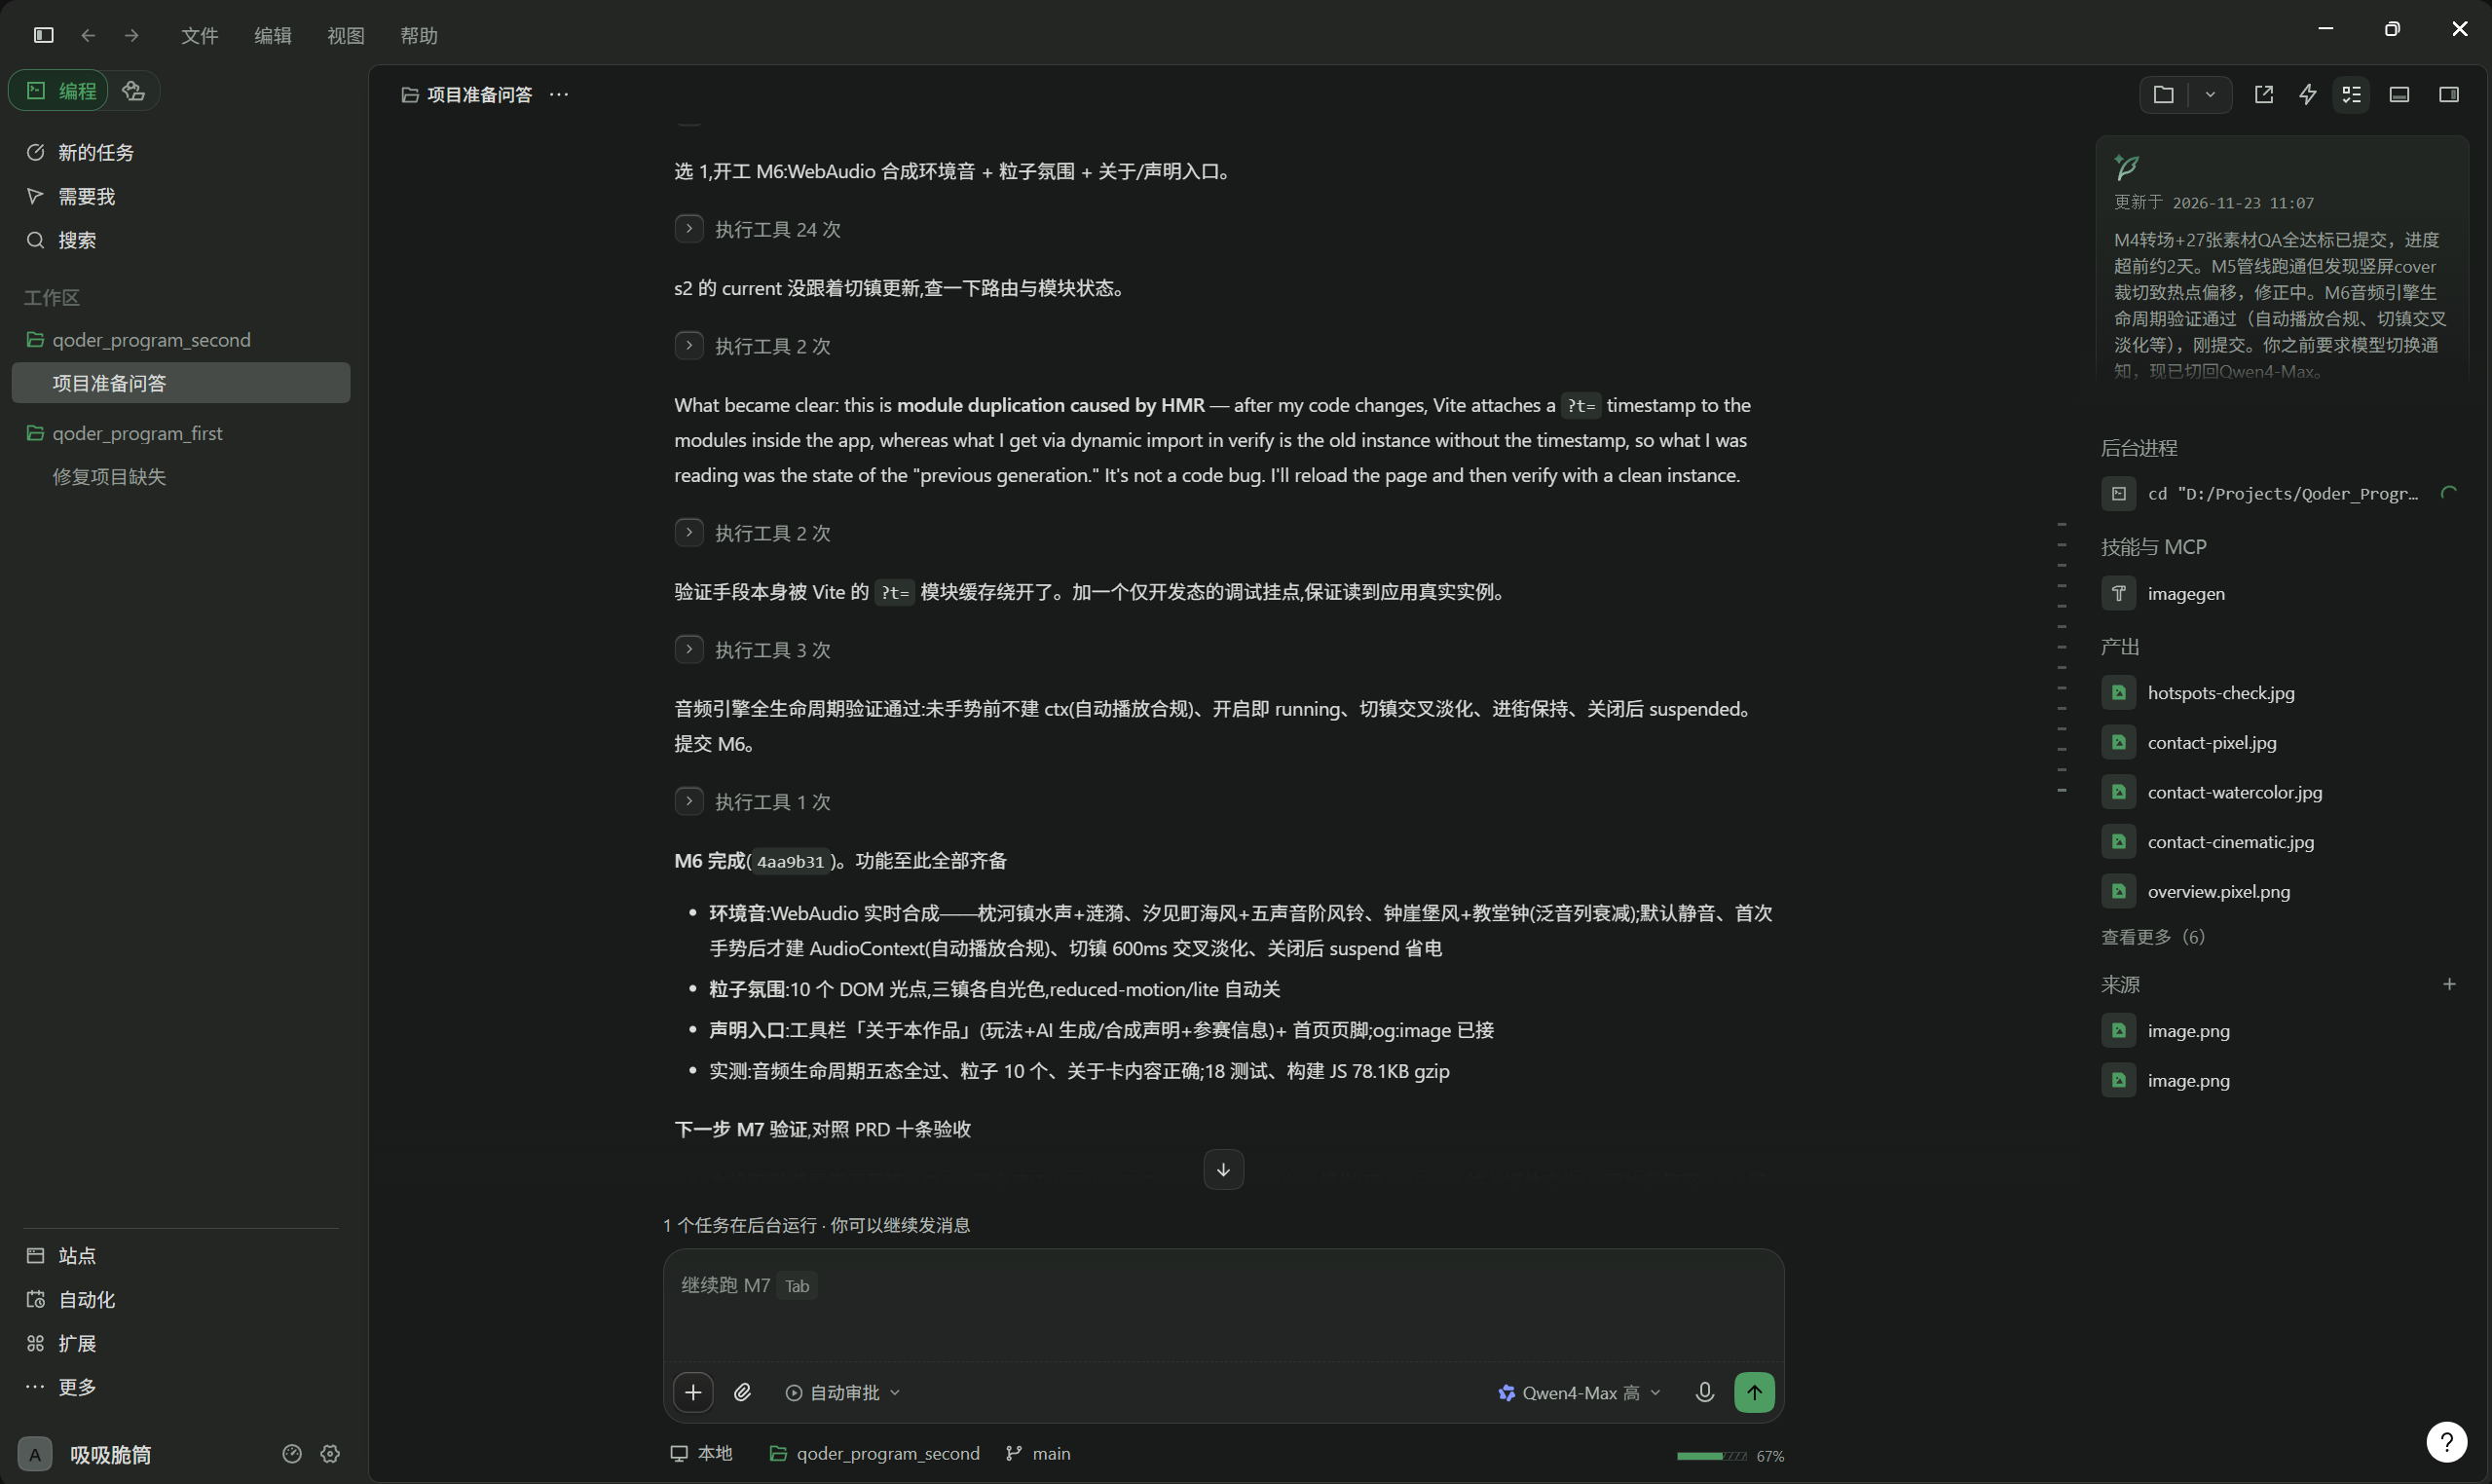 文件 编辑 视图 帮助
编程
新的任务
需要我
搜索
工作区
qoder_program_second
项目准备问答
qoder_program_first
修复项目缺失
站点
自动化
扩展
更多
A 吸吸脆筒
项目准备问答 ···
选 1,开工 M6:WebAudio 合成环境音 + 粒子氛围 + 关于/声明入口。
执行工具 24 次
s2 的 current 没跟着切镇更新,查一下路由与模块状态。
执行工具 2 次
What became clear: this is module duplication caused by HMR — after my code changes, Vite attaches a ?t= timestamp to the
modules inside the app, whereas what I get via dynamic import in verify is the old instance without the timestamp, so what I was
reading was the state of the "previous generation." It's not a code bug. I'll reload the page and then verify with a clean instance.
执行工具 2 次
验证手段本身被 Vite 的 ?t= 模块缓存绕开了。加一个仅开发态的调试挂点,保证读到应用真实实例。
执行工具 3 次
音频引擎全生命周期验证通过:未手势前不建 ctx(自动播放合规)、开启即 running、切镇交叉淡化、进街保持、关闭后 suspended。
提交 M6。
执行工具 1 次
M6 完成( 4aa9b31 )。功能至此全部齐备
• 环境音:WebAudio 实时合成——枕河镇水声+涟漪、汐见町海风+五声音阶风铃、钟崖堡风+教堂钟(泛音列衰减);默认静音、首次
手势后才建 AudioContext(自动播放合规)、切镇 600ms 交叉淡化、关闭后 suspend 省电
• 粒子氛围:10 个 DOM 光点,三镇各自光色,reduced-motion/lite 自动关
• 声明入口:工具栏「关于本作品」(玩法+AI 生成/合成声明+参赛信息)+ 首页页脚;og:image 已接
• 实测:音频生命周期五态全过、粒子 10 个、关于卡内容正确;18 测试、构建 JS 78.1KB gzip
下一步 M7 验证,对照 PRD 十条验收
1 个任务在后台运行 · 你可以继续发消息
继续跑 M7 Tab
自动审批
Qwen4-Max 高
本地 qoder_program_second main
67%
更新于 2026-11-23 11:07
M4转场+27张素材QA全达标已提交，进度
超前约2天。M5管线跑通但发现竖屏cover
裁切致热点偏移，修正中。M6音频引擎生
命周期验证通过（自动播放合规、切镇交叉
淡化等），刚提交。你之前要求模型切换通
知，现已切回Qwen4-Max。
后台进程
cd "D:/Projects/Qoder_Progr...
技能与 MCP
imagegen
产出
hotspots-check.jpg
contact-pixel.jpg
contact-watercolor.jpg
contact-cinematic.jpg
overview.pixel.png
查看更多（6）
来源 +
image.png
image.png
?